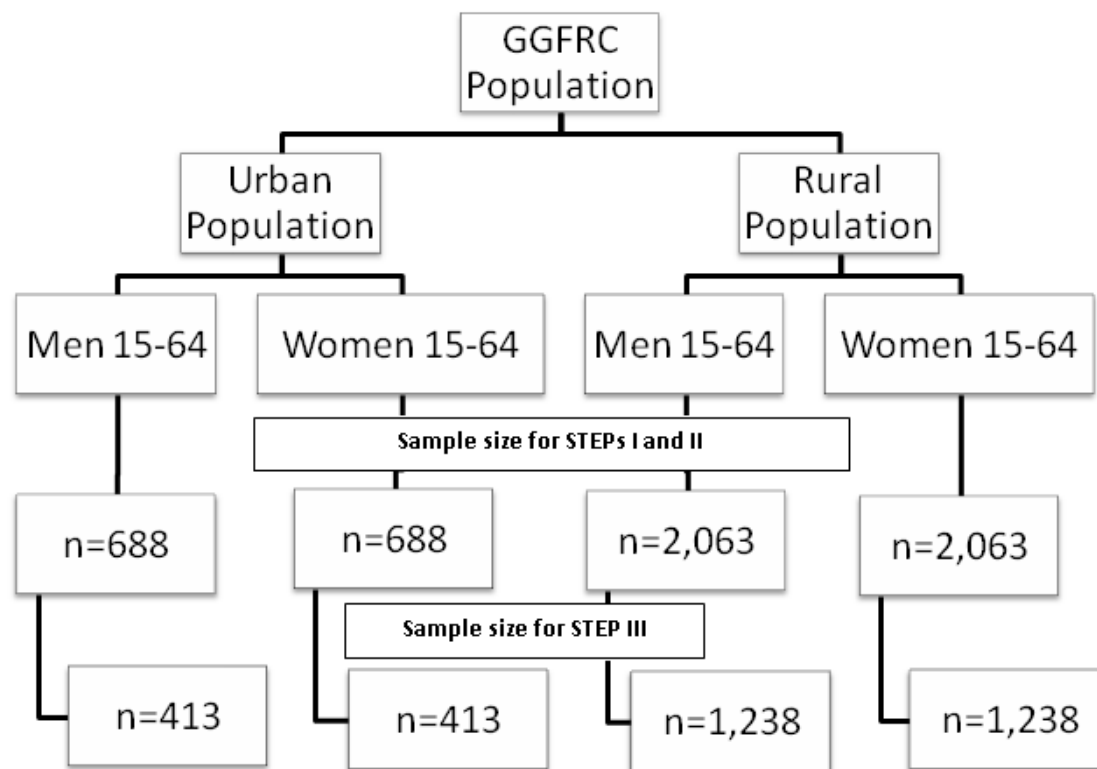 GGFRC
Population
Urban
Population
Rural
Population
Men 15-64
Women 15-64
Men 15-64
Women 15-64
Sample size for STEPs I and II
n=688
n=688
n=2,063
n=2,063
Sample size for STEP III
n=413
n=413
n=1,238
n=1,238